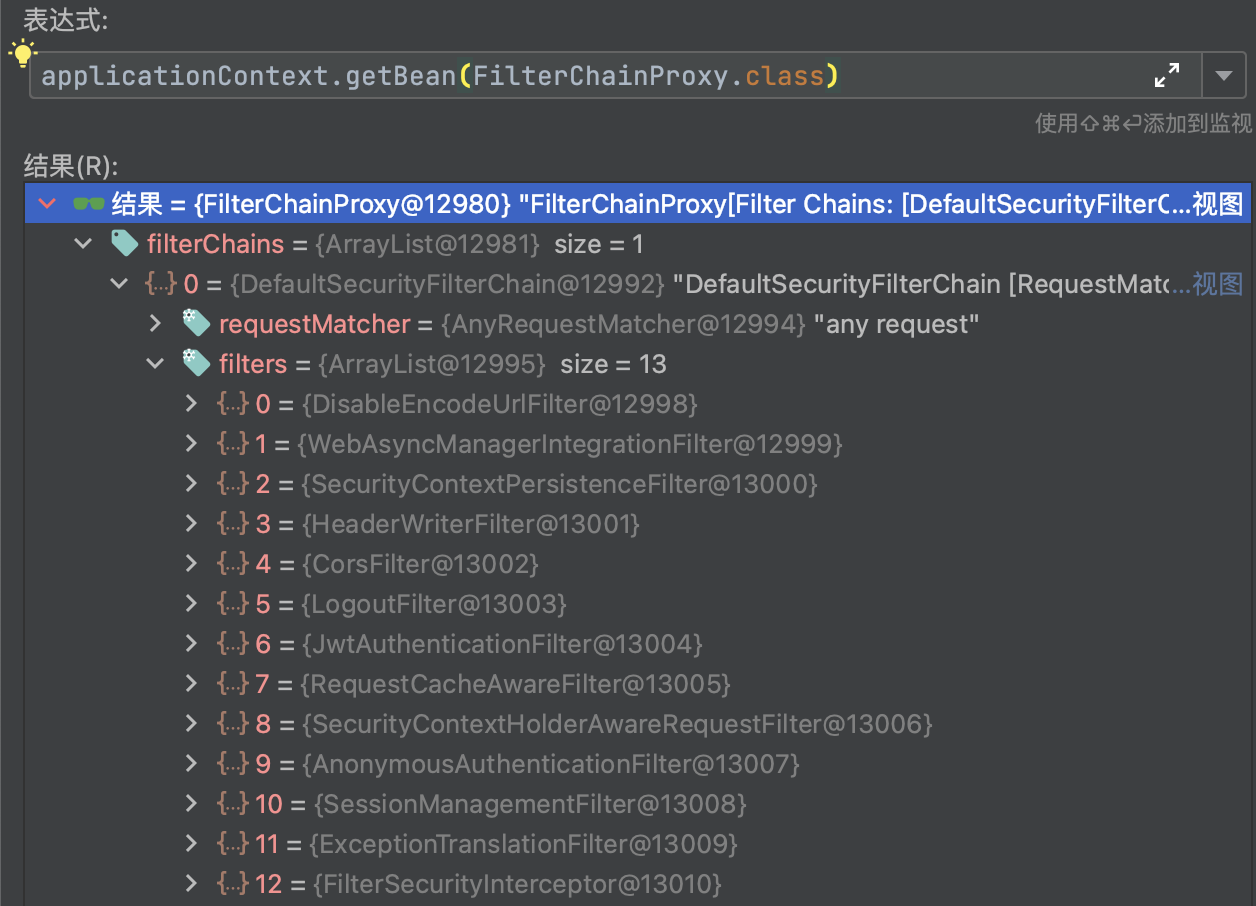 表达式:
applicationContext.getBean(FilterChainProxy.class)
使用⇧⌘↩添加到监视
结果(R):
结果 = {FilterChainProxy@12980} "FilterChainProxy[Filter Chains: [DefaultSecurityFilterC...视图
filterChains = {ArrayList@12981} size = 1
{...} 0 = {DefaultSecurityFilterChain@12992} "DefaultSecurityFilterChain [RequestMatc...视图
requestMatcher = {AnyRequestMatcher@12994} "any request"
filters = {ArrayList@12995} size = 13
{...} 0 = {DisableEncodeUrlFilter@12998}
{...} 1 = {WebAsyncManagerIntegrationFilter@12999}
{...} 2 = {SecurityContextPersistenceFilter@13000}
{...} 3 = {HeaderWriterFilter@13001}
{...} 4 = {CorsFilter@13002}
{...} 5 = {LogoutFilter@13003}
{...} 6 = {JwtAuthenticationFilter@13004}
{...} 7 = {RequestCacheAwareFilter@13005}
{...} 8 = {SecurityContextHolderAwareRequestFilter@13006}
{...} 9 = {AnonymousAuthenticationFilter@13007}
{...} 10 = {SessionManagementFilter@13008}
{...} 11 = {ExceptionTranslationFilter@13009}
{...} 12 = {FilterSecurityInterceptor@13010}